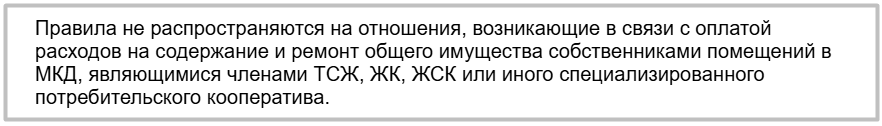 Правила не распространяются на отношения, возникающие в связи с оплатой
расходов на содержание и ремонт общего имущества собственниками помещений в
МКД, являющимися членами ТСЖ, ЖК, ЖСК или иного специализированного
потребительского кооператива.